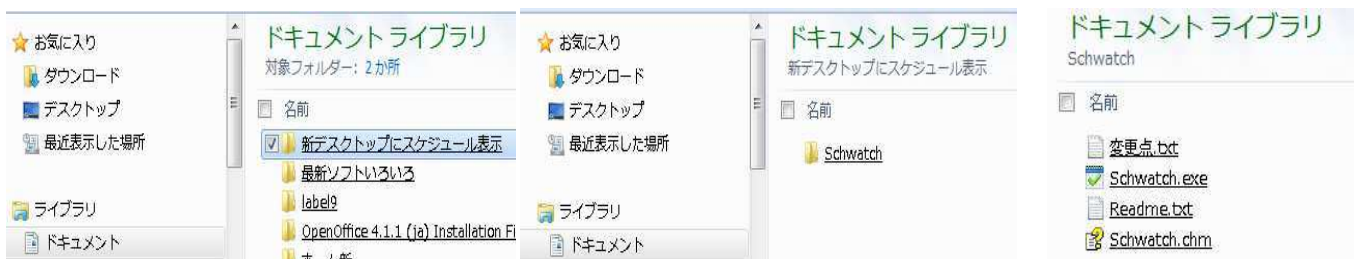 お気に入り
ダウンロード
デスクトップ
最近表示した場所
ライブラリ
ドキュメント
ドキュメント ライブラリ
対象フォルダー: 2か所
名前
新デスクトップにスケジュール表示
最新ソフトいろいろ
label9
OpenOffice 4.1.1 (ja) Installation Fi
お気に入り
ダウンロード
デスクトップ
最近表示した場所
ライブラリ
ドキュメント
ドキュメント ライブラリ
新デスクトップにスケジュール表示
名前
Schwatch
ドキュメント ライブラリ
Schwatch
名前
変更点.txt
Schwatch.exe
Readme.txt
Schwatch.chm